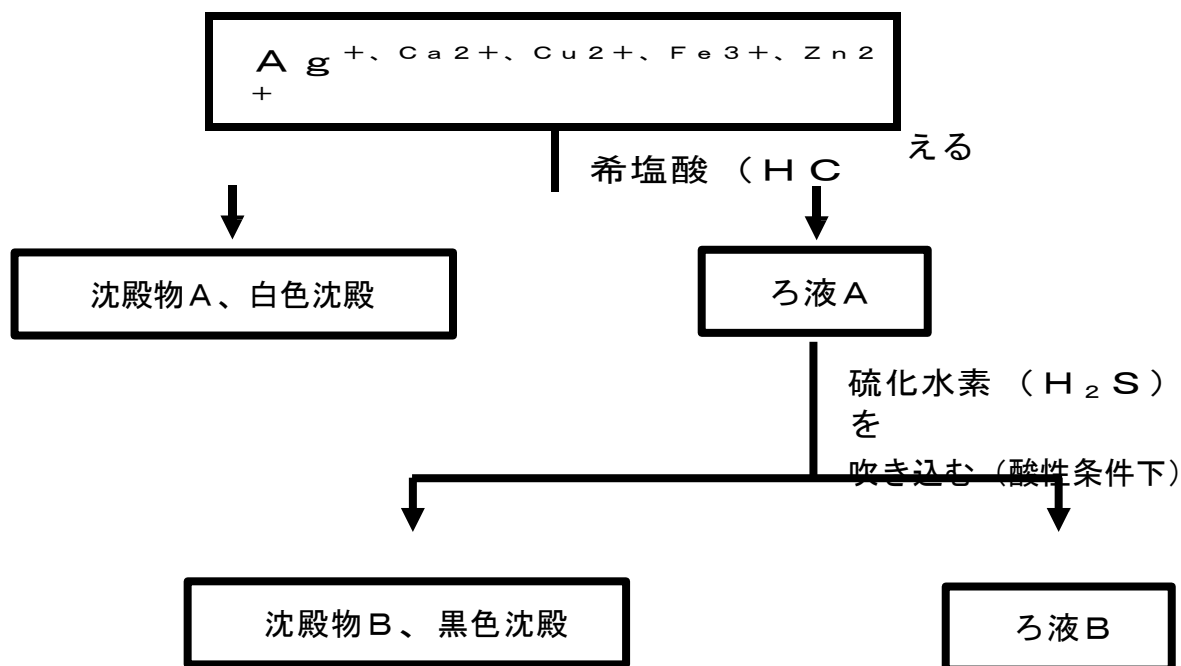 Ａｇ⁺、Ｃａ２＋、Ｃｕ２＋、Ｆｅ３＋、Ｚｎ２
＋
える
希塩酸（ＨＣ
沈殿物Ａ、白色沈殿
ろ液Ａ
硫化水素（Ｈ₂Ｓ）
を
吹き込む（酸性条件下）
沈殿物Ｂ、黒色沈殿
ろ液Ｂ